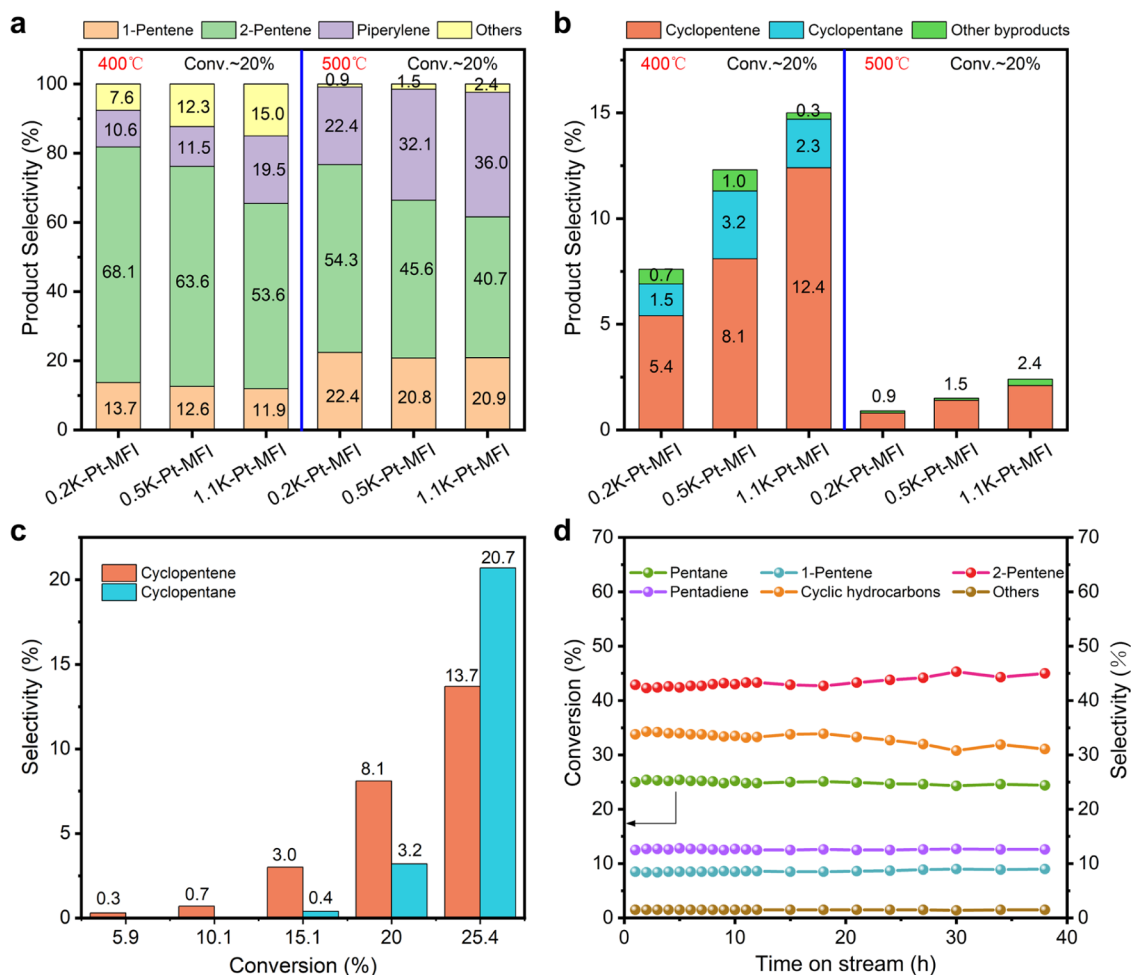 a
1-Pentene 2-Pentene Piperylene Others
400℃ Conv.~20% 500℃ Conv.~20%
Product Selectivity (%)
100
80
60
40
20
0
7.6 12.3 15.0 0.9 1.5 2.4
10.6 11.5 19.5 22.4 32.1 36.0
68.1 63.6 53.6 54.3 45.6 40.7
13.7 12.6 11.9 22.4 20.8 20.9
0.2K-Pt-MFI 0.5K-Pt-MFI 1.1K-Pt-MFI 0.2K-Pt-MFI 0.5K-Pt-MFI 1.1K-Pt-MFI
b
Cyclopentene Cyclopentane Other byproducts
400℃ Conv.~20% 500℃ Conv.~20%
Product Selectivity (%)
15
10
5
0
0.7 1.0 0.3
1.5 3.2 2.3
5.4 8.1 12.4 0.9 1.5 2.4
0.2K-Pt-MFI 0.5K-Pt-MFI 1.1K-Pt-MFI 0.2K-Pt-MFI 0.5K-Pt-MFI 1.1K-Pt-MFI
c
Cyclopentene
Cyclopentane
Selectivity (%)
20
15
10
5
0
0.3 0.7 3.0 0.4 8.1 3.2 13.7 20.7
5.9 10.1 15.1 20 25.4
Conversion (%)
d
Pentane 1-Pentene 2-Pentene
Pentadiene Cyclic hydrocarbons Others
Conversion (%)
70
60
50
40
30
20
10
0
Selectivity (%)
70
60
50
40
30
20
10
0
0 10 20 30 40
Time on stream (h)